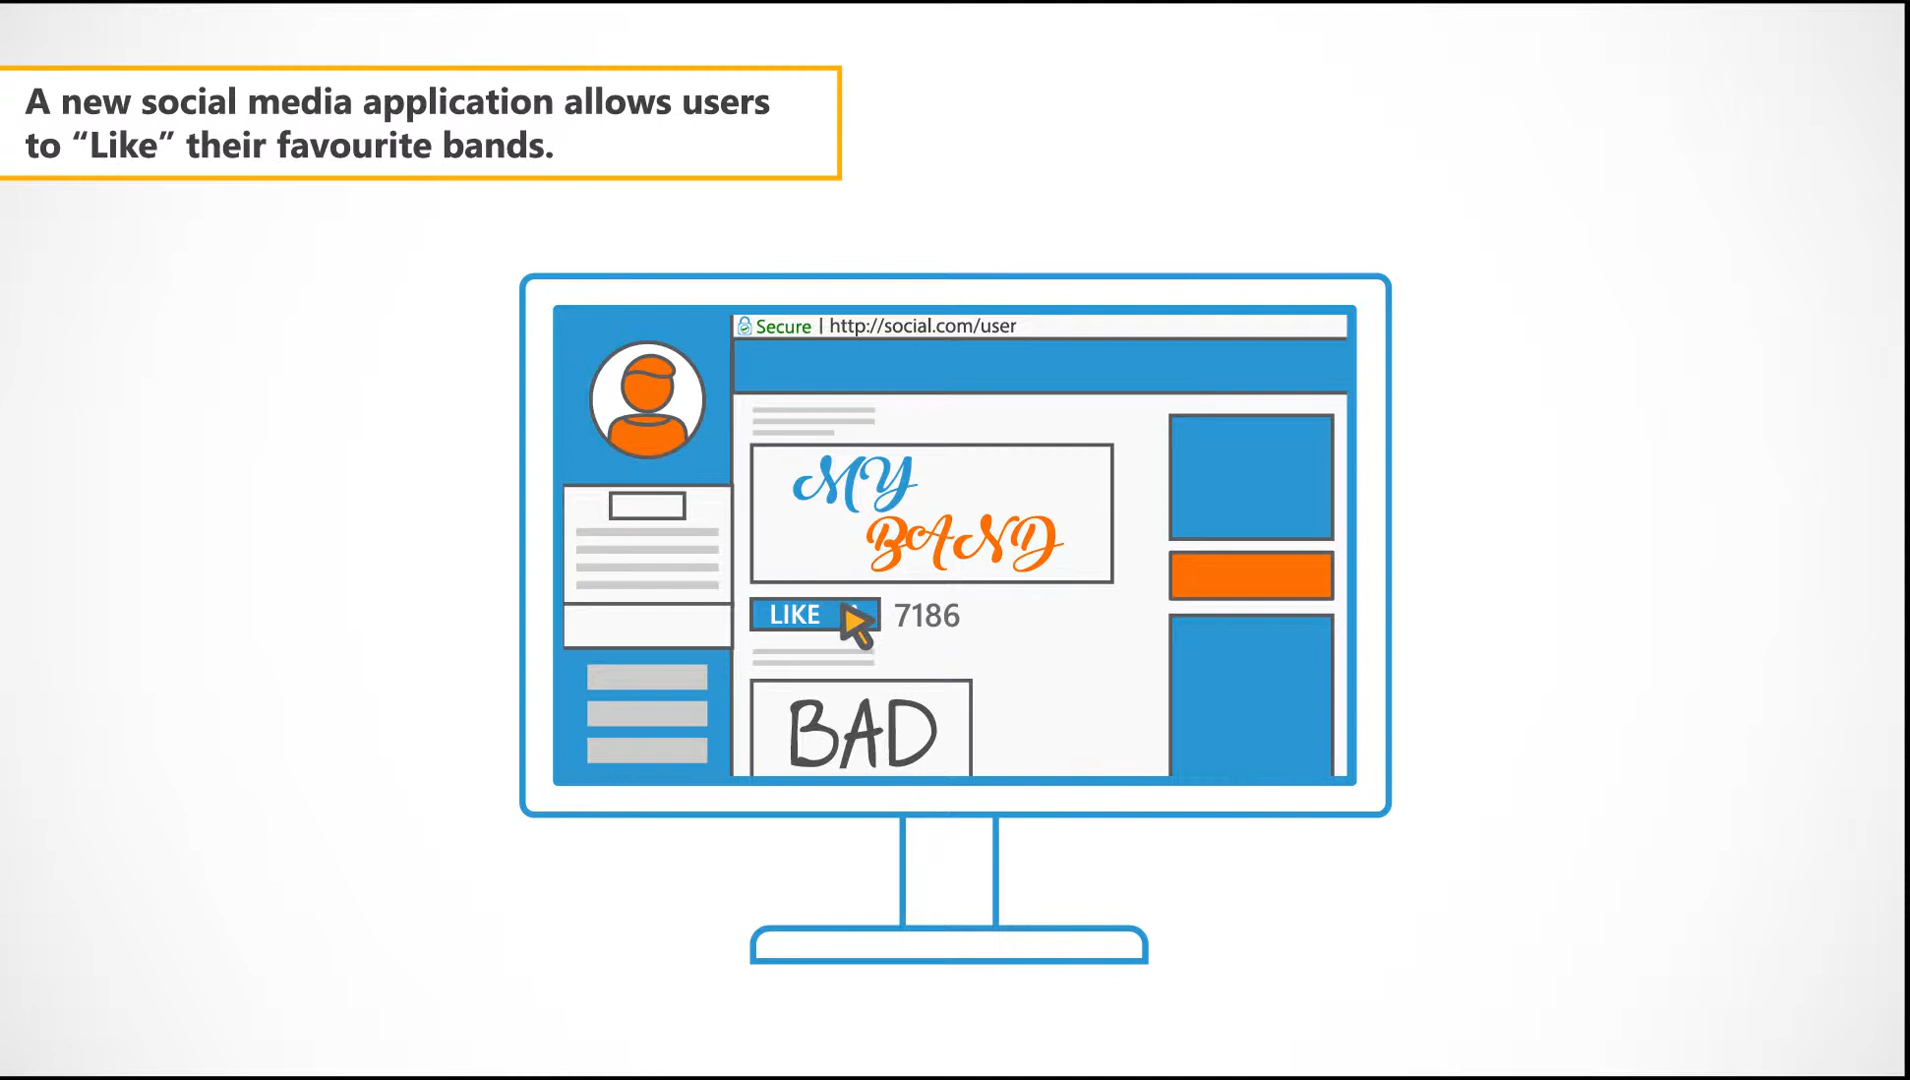 A new social media application allows users
to “Like” their favourite bands.
Secure | http://social.com/user
MY
BAND
LIKE 7186
BAD